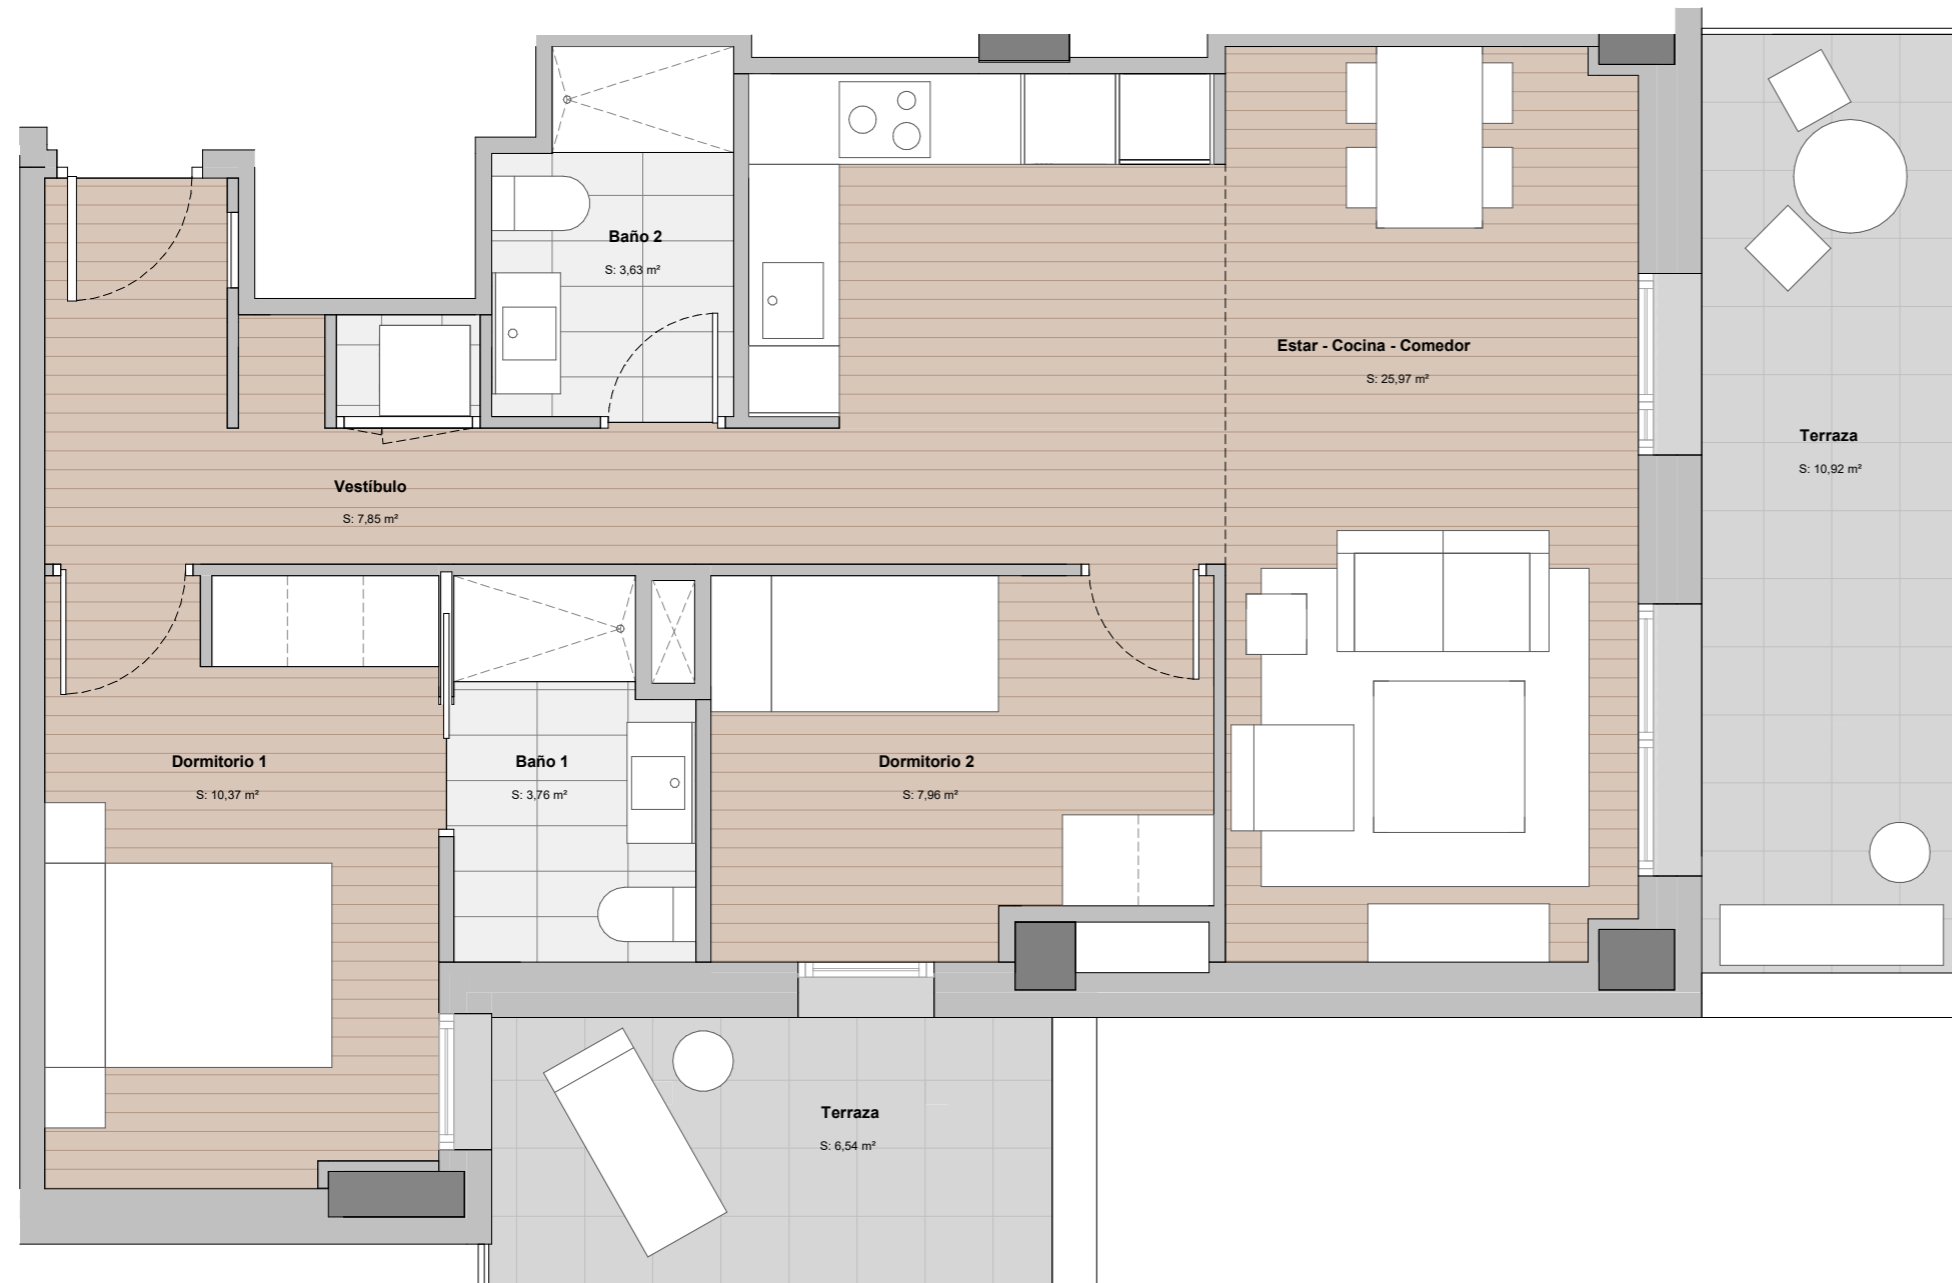 Baño 2
S: 3,63 m²
Estar - Cocina - Comedor
S: 25,97 m²
Terraza
S: 10,92 m²
Vestíbulo
S: 7,85 m²
Dormitorio 1
S: 10,37 m²
Baño 1
S: 3,76 m²
Dormitorio 2
S: 7,96 m²
Terraza
S: 6,54 m²